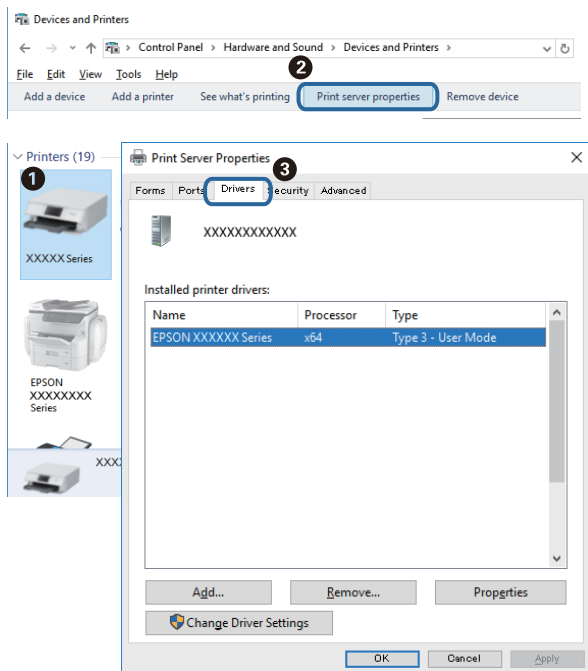 Devices and Printers
Control Panel > Hardware and Sound > Devices and Printers >
File Edit View Tools Help
2
Add a device Add a printer See what's printing Print server properties Remove device
Printers (19)
1
XXXXX Series
EPSON
XXXXXXXX
Series
XXX
Print Server Properties
3
Forms Ports Drivers Security Advanced
XXXXXXXXXXXX
Installed printer drivers:
Name Processor Type
EPSON XXXXXX Series x64 Type 3 - User Mode
Add... Remove... Properties
Change Driver Settings
OK Cancel Apply